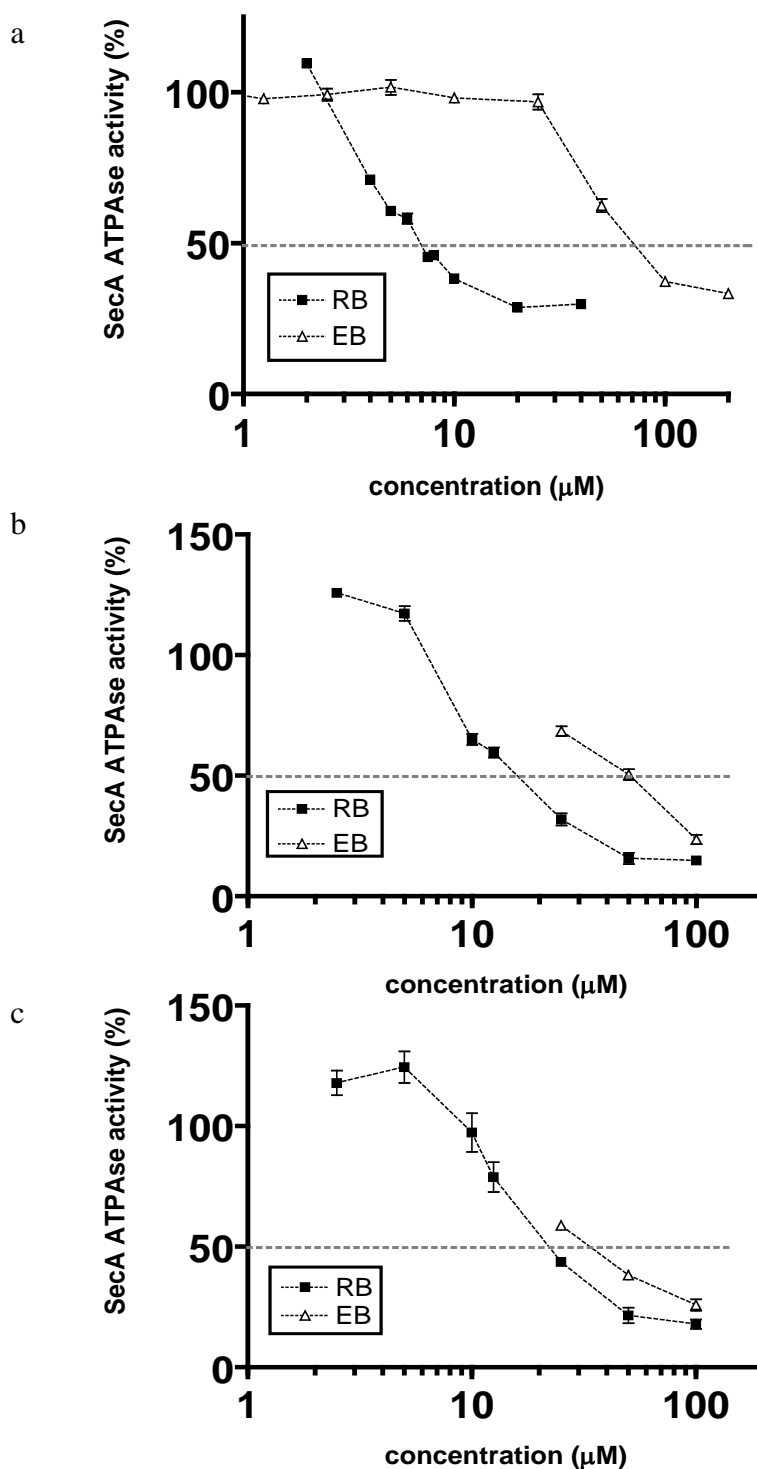 a
SecA ATPAse activity (%)
100
50
0
RB
EB
1 10 100
concentration (μM)
b
SecA ATPAse activity (%)
150
100
50
0
RB
EB
1 10 100
concentration (μM)
c
SecA ATPAse activity (%)
150
100
50
0
RB
EB
1 10 100
concentration (μM)